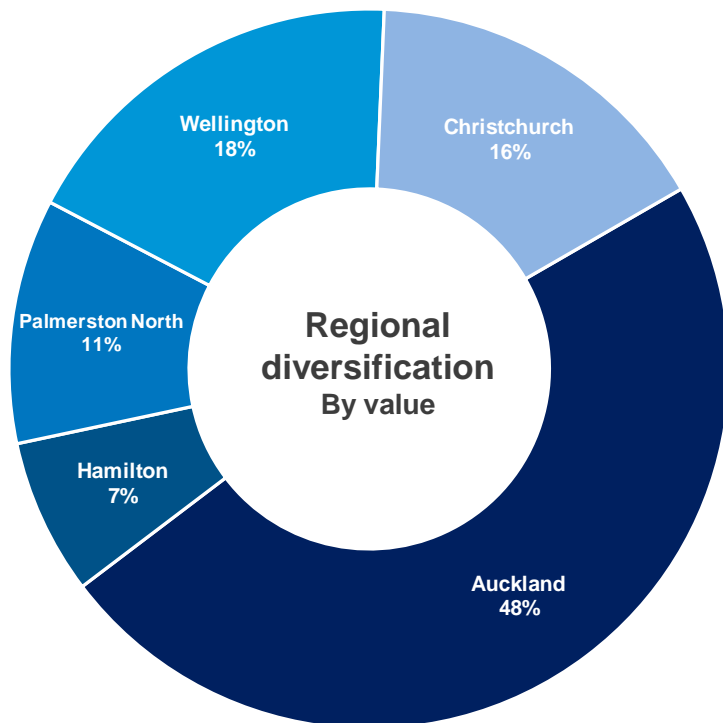 Wellington
18%
Christchurch
16%
Palmerston North
11%
Regional
diversification
By value
Hamilton
7%
Auckland
48%